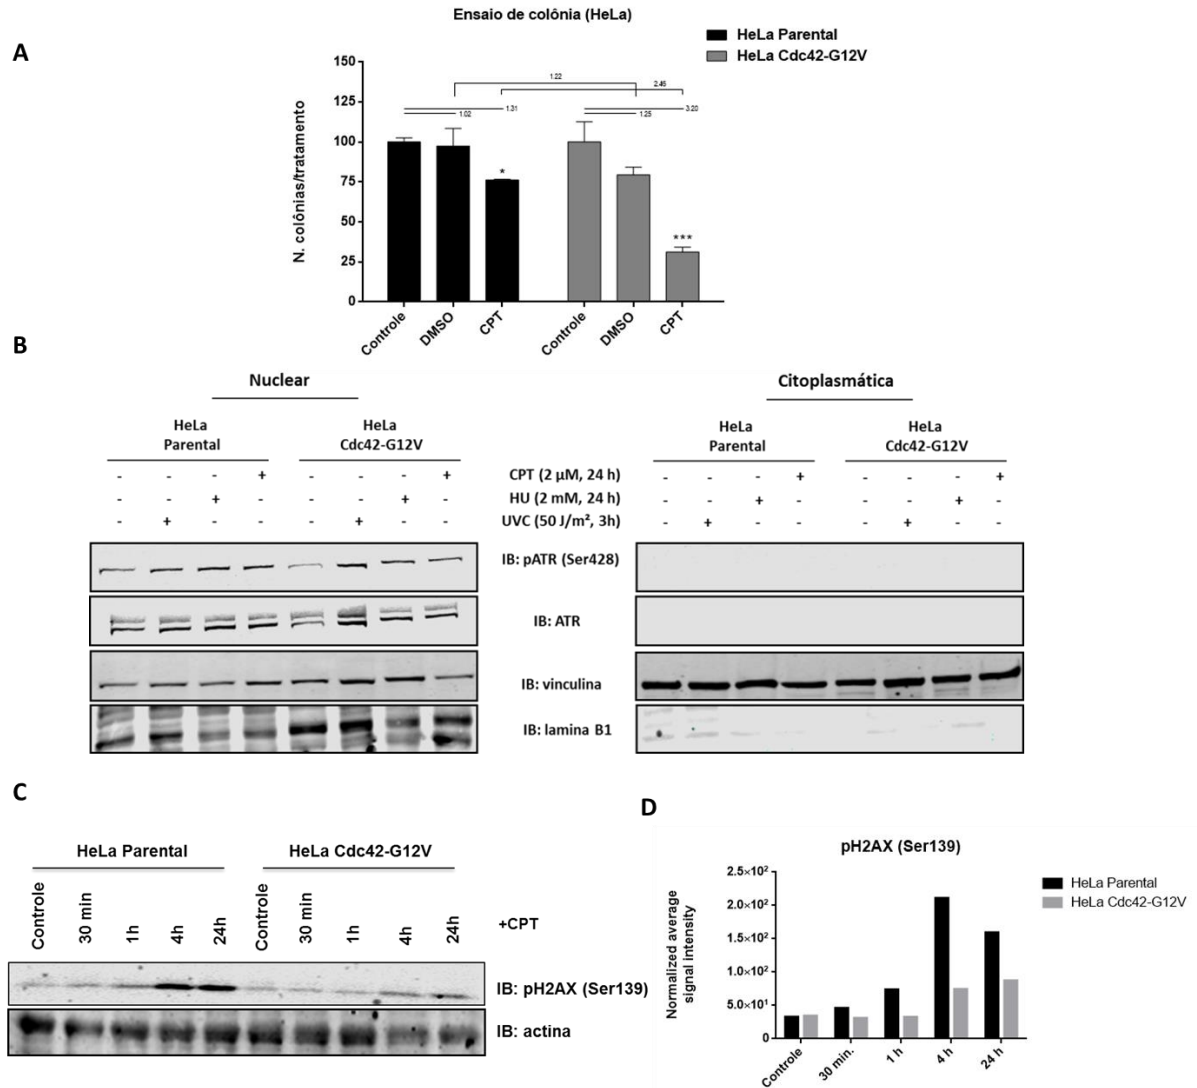 Ensaio de colônia (HeLa)
A
HeLa Parental
HeLa Cdc42-G12V
N. colônias/tratamento
150
125
100
75
50
25
0
1.22
2.46
1.31
1.02
3.20
1.25
*
***
Controle
DMSO
CPT
Controle
DMSO
CPT
B
Nuclear
Citoplasmática
HeLa
Parental
HeLa
Cdc42-G12V
HeLa
Parental
HeLa
Cdc42-G12V
- - - + - - - + CPT (2 µM, 24 h) - - - + - - - +
- - + - - - + - HU (2 mM, 24 h) - - + - - - + -
- + - - - + - - UVC (50 J/m², 3h) - + - - - + - -
IB: pATR (Ser428)
IB: ATR
IB: vinculina
IB: lamina B1
C
HeLa Parental
HeLa Cdc42-G12V
Controle
30 min
1h
4h
24h
Controle
30 min
1h
4h
24h
+CPT
IB: pH2AX (Ser139)
IB: actina
D
pH2AX (Ser139)
HeLa Parental
HeLa Cdc42-G12V
Normalized average
signal intensity
2.5×10²
2.0×10²
1.5×10²
1.0×10²
5.0×10¹
0
Controle
30 min.
1 h
4 h
24 h